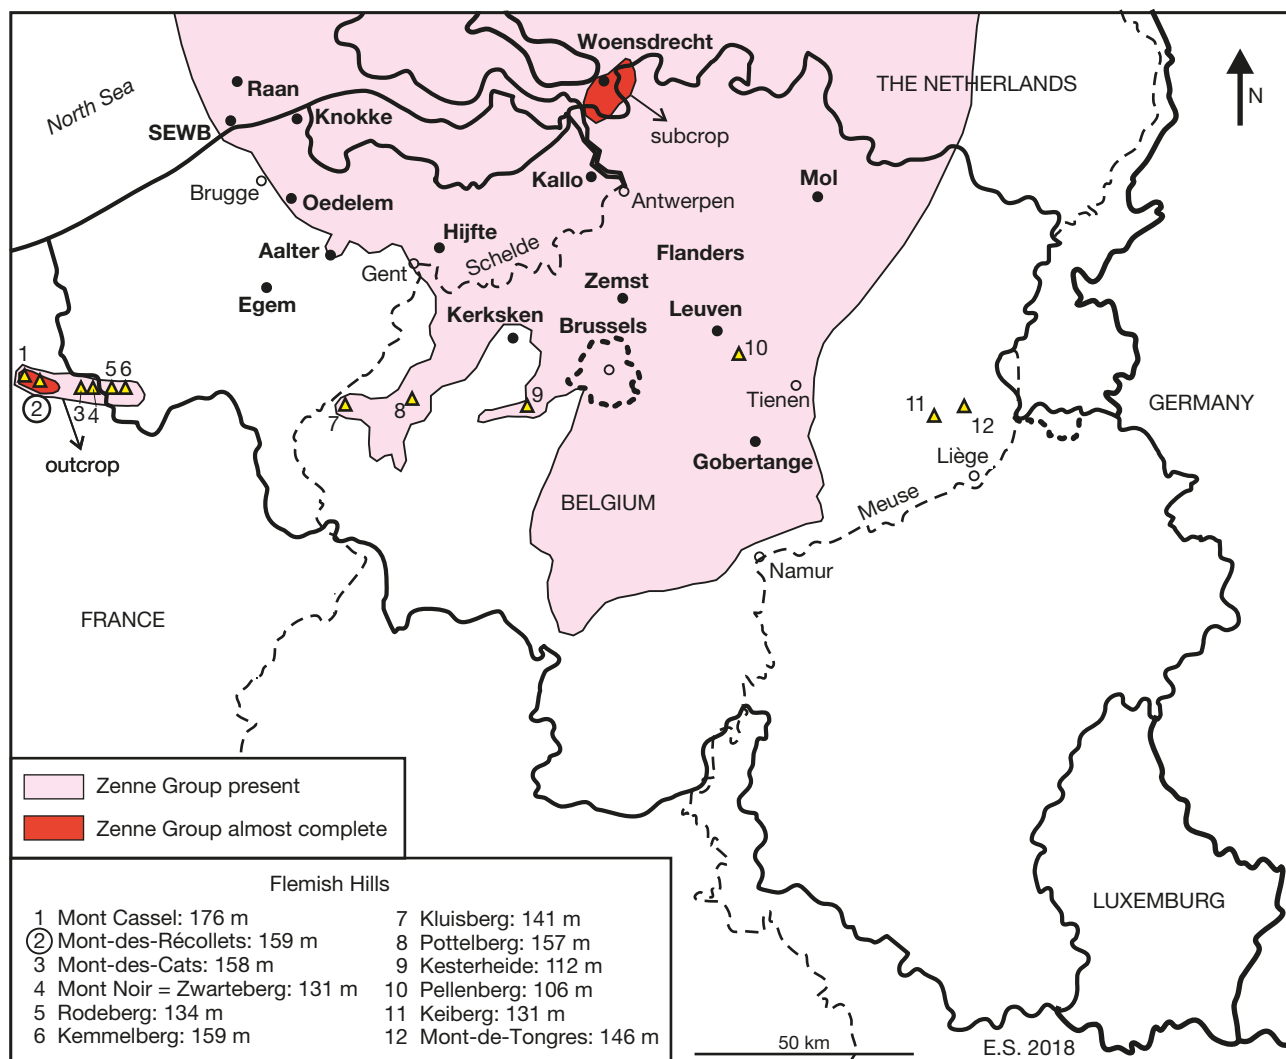 Woensdrecht
THE NETHERLANDS
North Sea
Raan
N
SEWB
Knokke
subcrop
Kallo
Mol
Brugge
Oedelem
Antwerpen
Hijfte
Aalter
Schelde
Flanders
Gent
Zemst
Egem
Kerksken
Brussels
Leuven
1
5 6
10
2
3
4
7
8
9
Tienen
11
12
GERMANY
outcrop
Gobertange
Liège
BELGIUM
Meuse
Namur
FRANCE
Zenne Group present
Zenne Group almost complete
Flemish Hills
1 Mont Cassel: 176 m
2 Mont-des-Récollets: 159 m
3 Mont-des-Cats: 158 m
4 Mont Noir = Zwarteberg: 131 m
5 Rodeberg: 134 m
6 Kemmelberg: 159 m
7 Kluisberg: 141 m
8 Pottelberg: 157 m
9 Kesterheide: 112 m
10 Pellenberg: 106 m
11 Keiberg: 131 m
12 Mont-de-Tongres: 146 m
LUXEMBURG
50 km
E.S. 2018